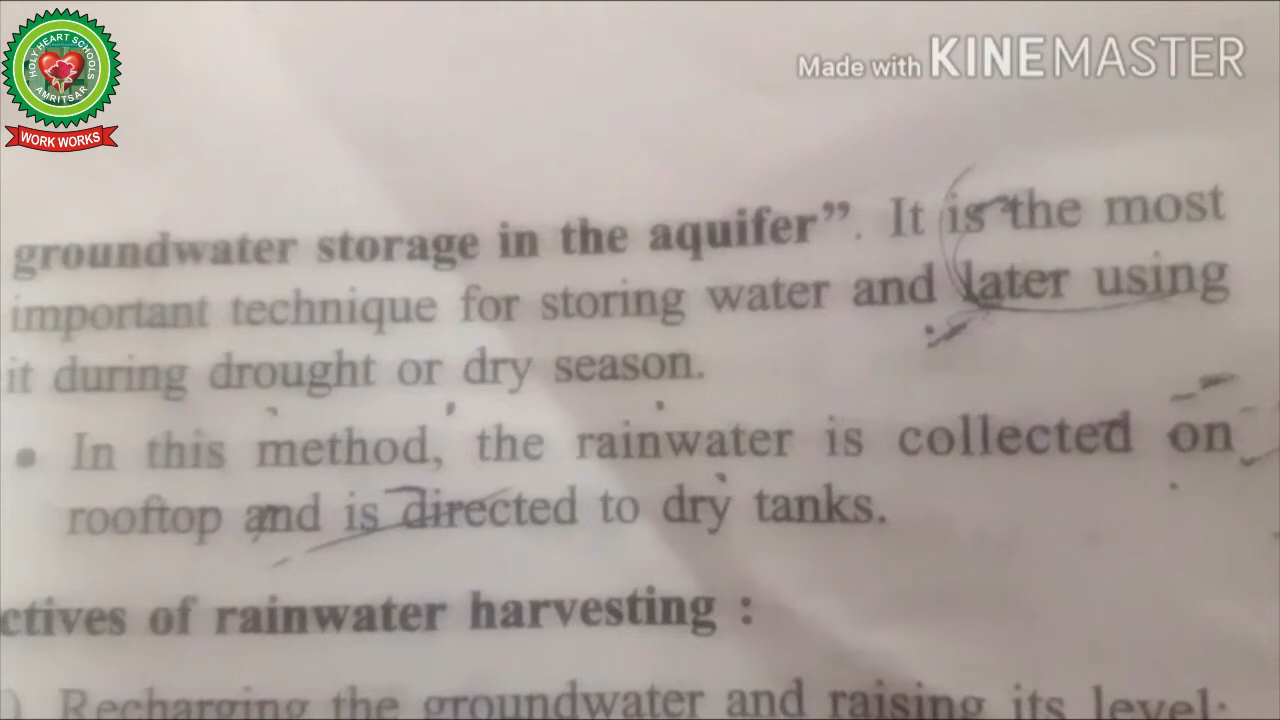 HOLY HEART SCHOOLS
AMRITSAR
WORK WORKS
Made with KINEMASTER
groundwater storage in the aquifer”. It is the most
important technique for storing water and later using
it during drought or dry season.
• In this method, the rainwater is collected on
rooftop and is directed to dry tanks.
ctives of rainwater harvesting :
) Recharging the groundwater and raising its level;